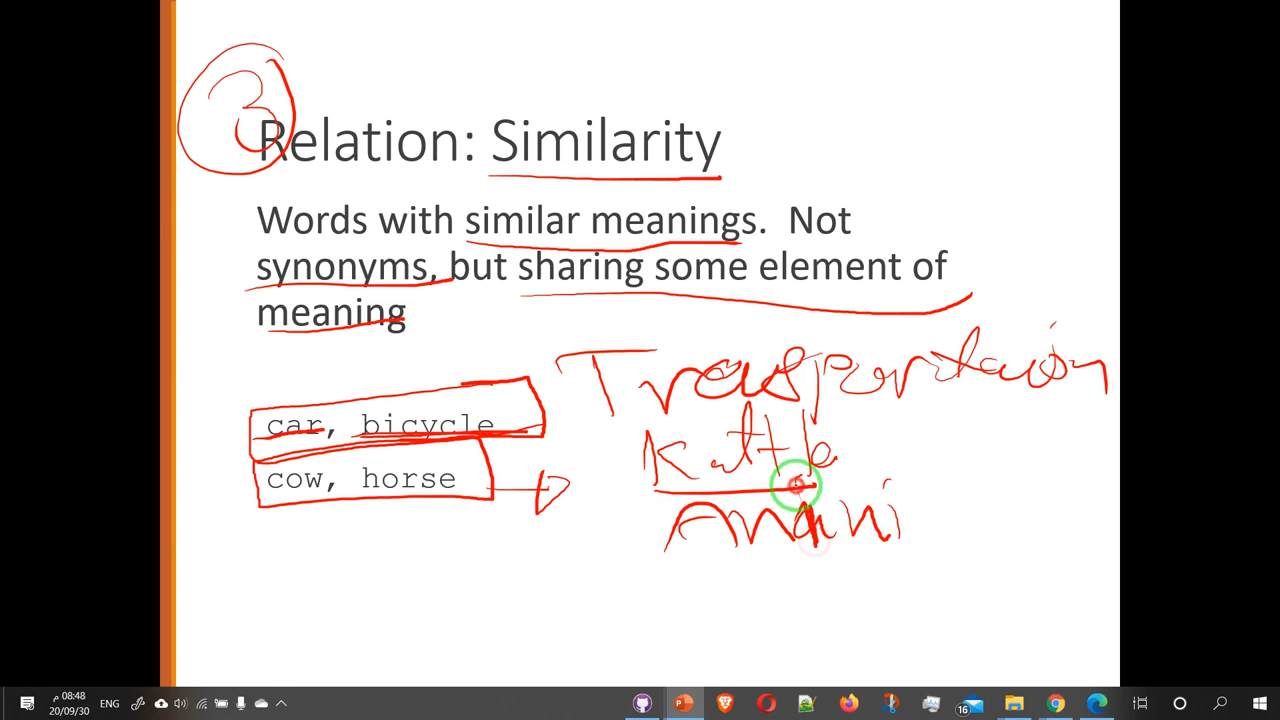 3
Relation: Similarity
Words with similar meanings. Not
synonyms, but sharing some element of
meaning
Transportation
car, bicycle
Kattle
cow, horse
08:48 م
ENG
20/09/30
16